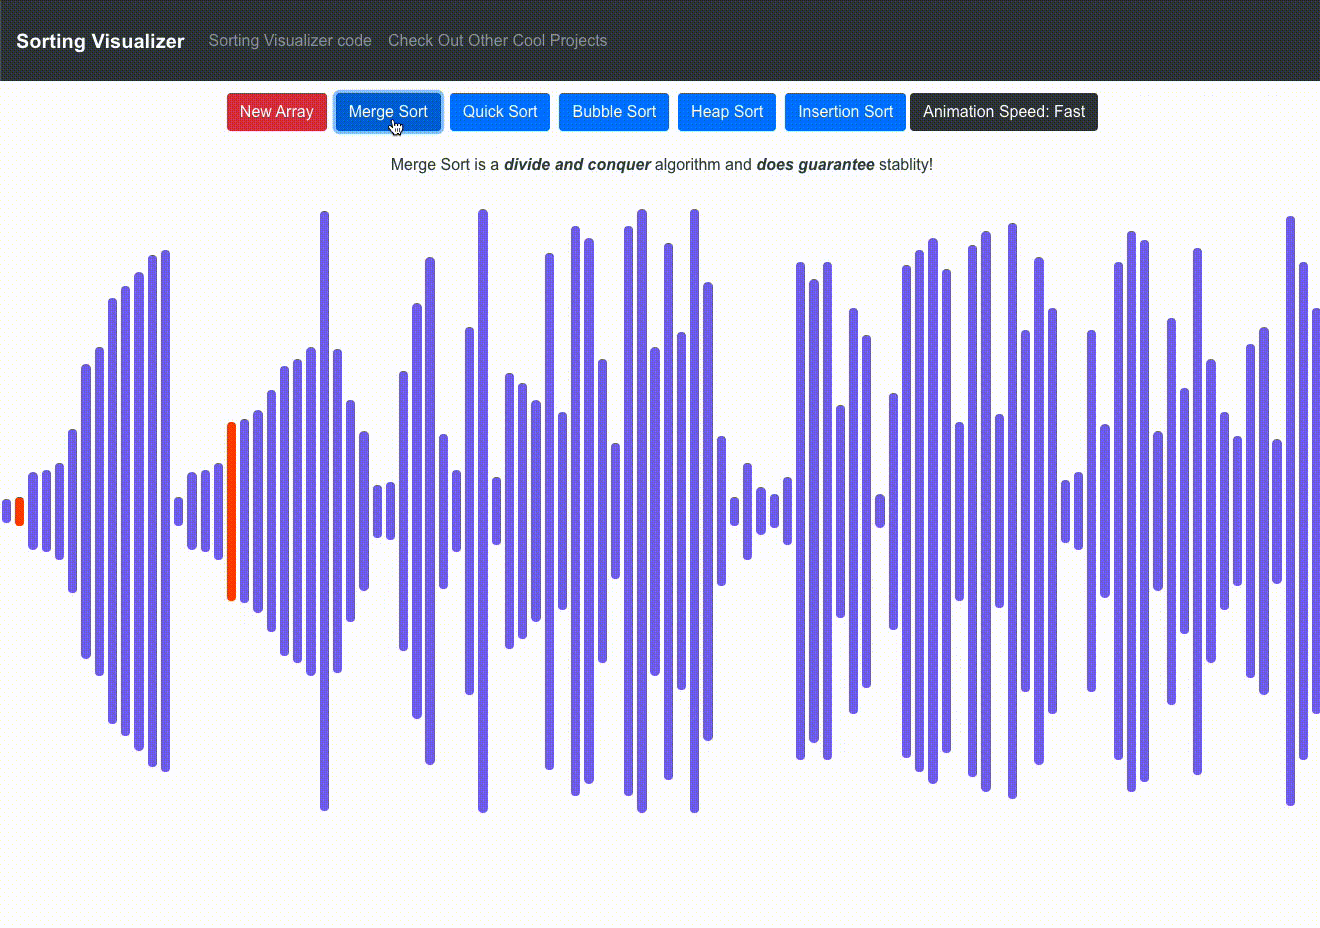 Sorting Visualizer Sorting Visualizer code Check Out Other Cool Projects
New Array Merge Sort Quick Sort Bubble Sort Heap Sort Insertion Sort Animation Speed: Fast
Merge Sort is a divide and conquer algorithm and does guarantee stablity!